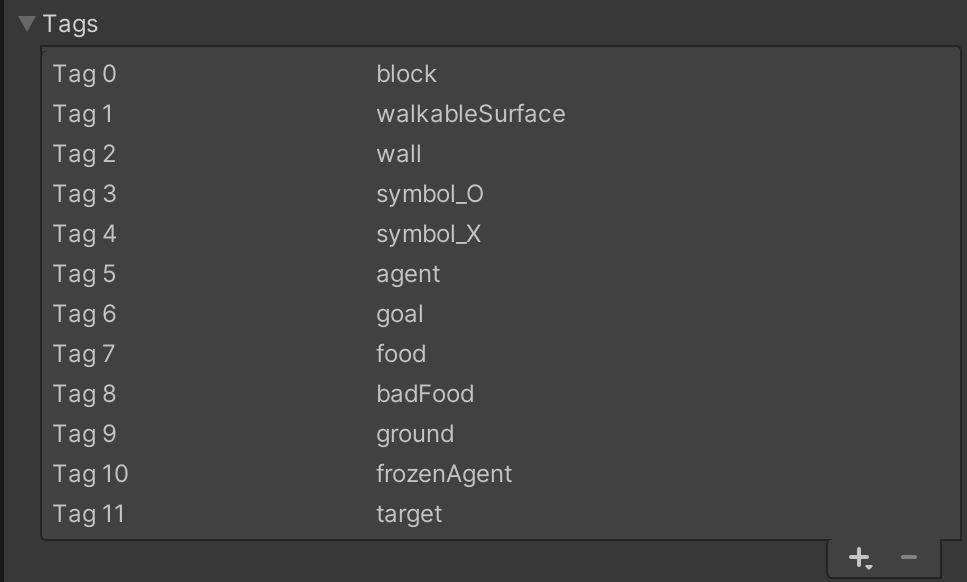 Tags
Tag 0 block
Tag 1 walkableSurface
Tag 2 wall
Tag 3 symbol_O
Tag 4 symbol_X
Tag 5 agent
Tag 6 goal
Tag 7 food
Tag 8 badFood
Tag 9 ground
Tag 10 frozenAgent
Tag 11 target